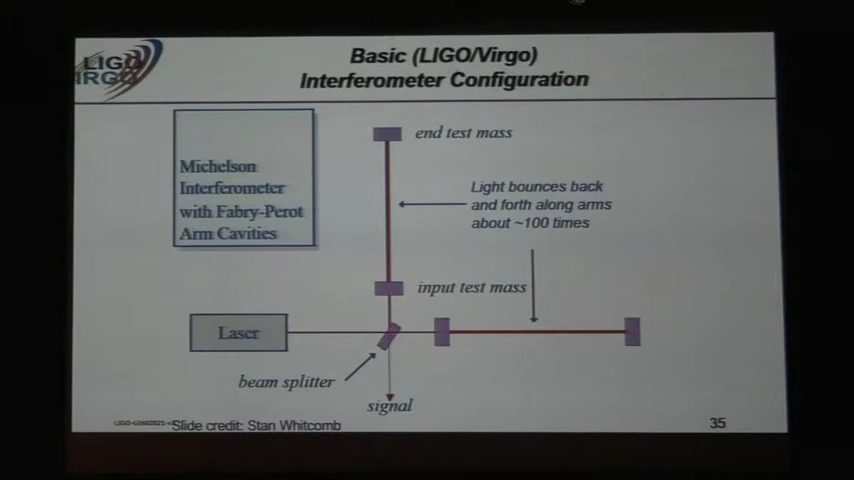 LIGO
VIRGO
Basic (LIGO/Virgo)
Interferometer Configuration
Michelson
Interferometer
with Fabry-Perot
Arm Cavities
end test mass
Light bounces back
and forth along arms
about ~100 times
input test mass
Laser
beam splitter
signal
Slide credit: Stan Whitcomb
35